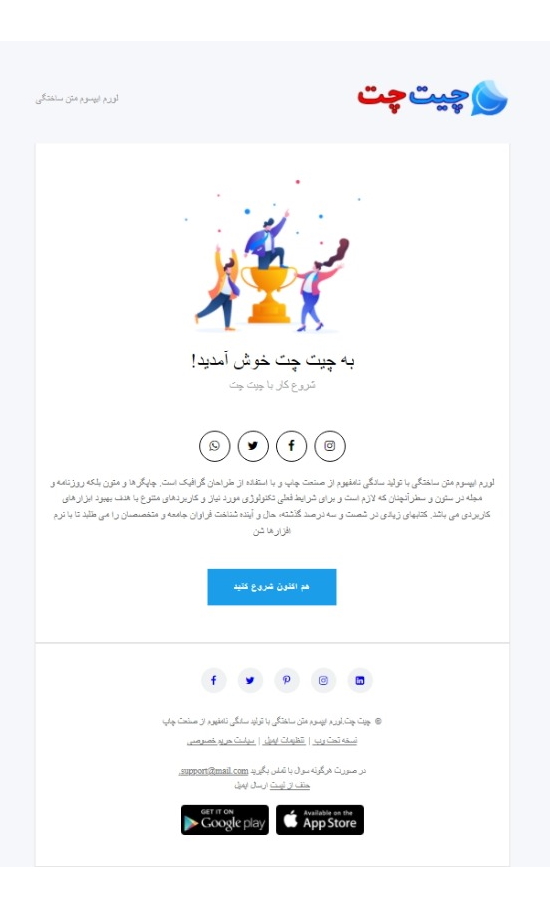 چیت چت
لورم ایپسوم متن ساختگی
به چیت چت خوش آمدید!
شروع کار با چیت چت
لورم ایپسوم متن ساختگی با تولید سادگی نامفهوم از صنعت چاپ و با استفاده از طراحان گرافیک است. چاپگرها و متون بلکه روزنامه و
مجله در ستون و سطرآنچنان که لازم است و برای شرایط فعلی تکنولوژی مورد نیاز و کاربردهای متنوع با هدف بهبود ابزارهای
کاربردی می باشد. کتابهای زیادی در شصت و سه درصد گذشته، حال و آینده شناخت فراوان جامعه و متخصصان را می طلبد تا با نرم
افزارها شن
هم اکنون شروع کنید
© چیت چت.لورم ایپسوم متن ساختگی با تولید سادگی نامفهوم از صنعت چاپ
نسخه تحت وب | تنظیمات ایمیل | سیاست حریم خصوصی
در صورت هرگونه سوال با تماس بگیرید support@mail.com.
حذف از لیست ارسال ایمیل
GET IT ON
Google play
Available on the
App Store